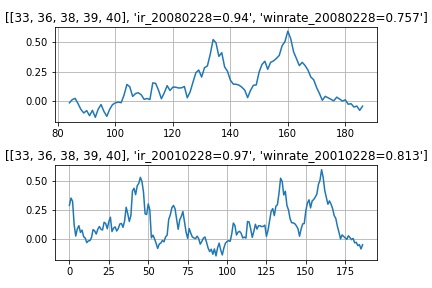 [[33, 36, 38, 39, 40], 'ir_20080228=0.94', 'winrate_20080228=0.757']
0.50
0.25
0.00
80 100 120 140 160 180
[[33, 36, 38, 39, 40], 'ir_20010228=0.97', 'winrate_20010228=0.813']
0.50
0.25
0.00
0 25 50 75 100 125 150 175